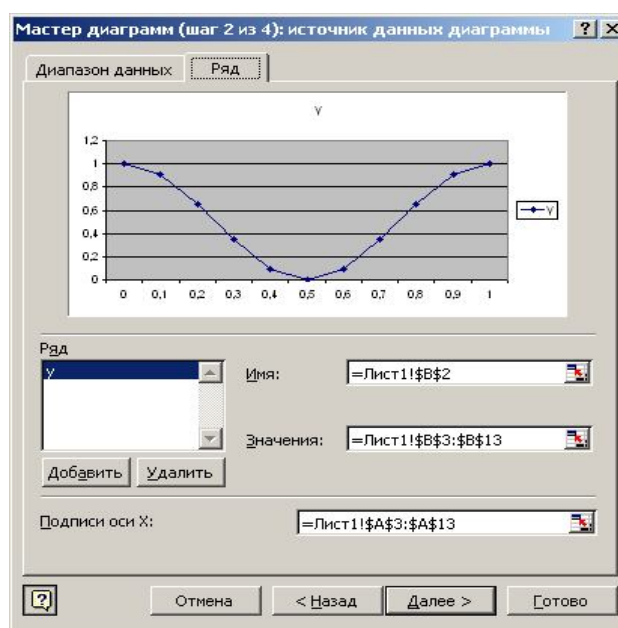 Мастер диаграмм (шаг 2 из 4): источник данных диаграммы
Диапазон данных Ряд
y
1,2
1
0,8
0,6
0,4
0,2
0
0 0,1 0,2 0,3 0,4 0,5 0,6 0,7 0,8 0,9 1
y
Ряд
y
Имя: =Лист1!$B$2
Значения: =Лист1!$B$3:$B$13
Добавить Удалить
Подписи оси X: =Лист1!$A$3:$A$13
Отмена < Назад Далее > Готово